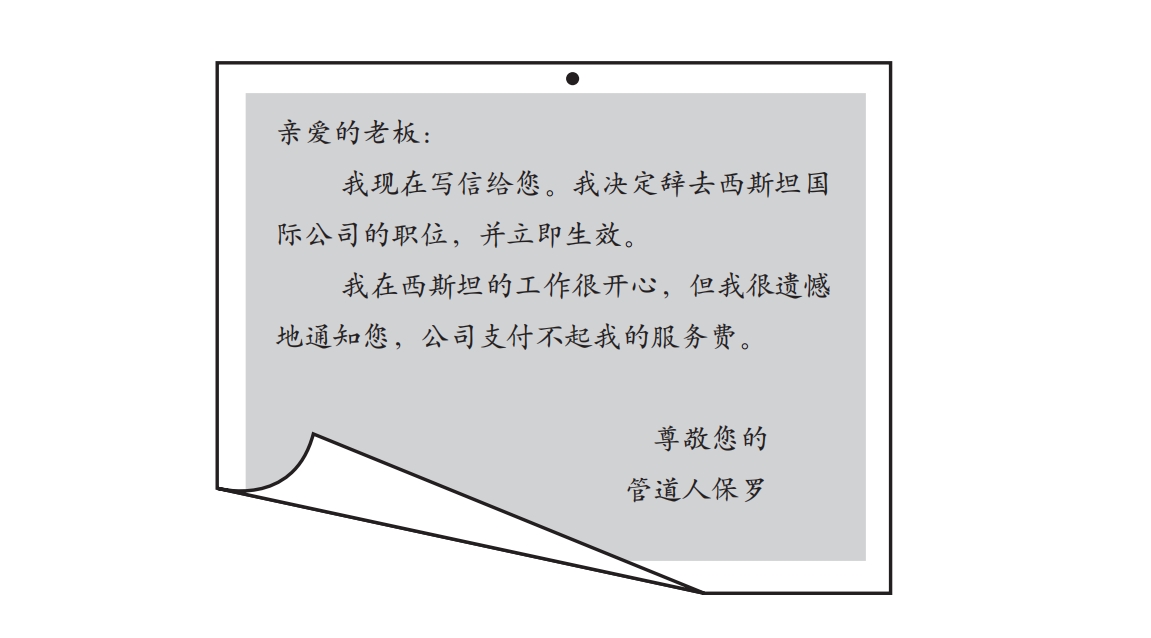 亲爱的老板：
我现在写信给您。我决定辞去西斯坦国
际公司的职位，并立即生效。
我在西斯坦的工作很开心，但我很遗憾
地通知您，公司支付不起我的服务费。
尊敬您的
管道人保罗